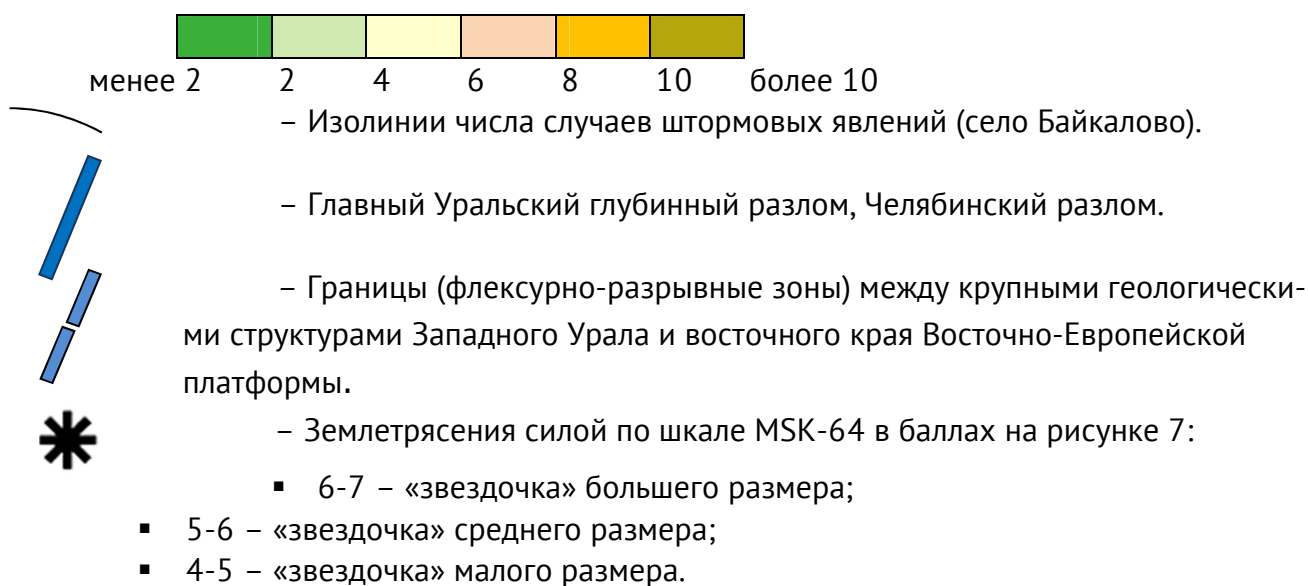 менее 2 2 4 6 8 10 более 10
– Изолинии числа случаев штормовых явлений (село Байкалово).
– Главный Уральский глубинный разлом, Челябинский разлом.
– Границы (флексурно-разрывные зоны) между крупными геологически-
ми структурами Западного Урала и восточного края Восточно-Европейской
платформы.
– Землетрясения силой по шкале MSK-64 в баллах на рисунке 7:
▪ 6-7 – «звездочка» большего размера;
▪ 5-6 – «звездочка» среднего размера;
▪ 4-5 – «звездочка» малого размера.